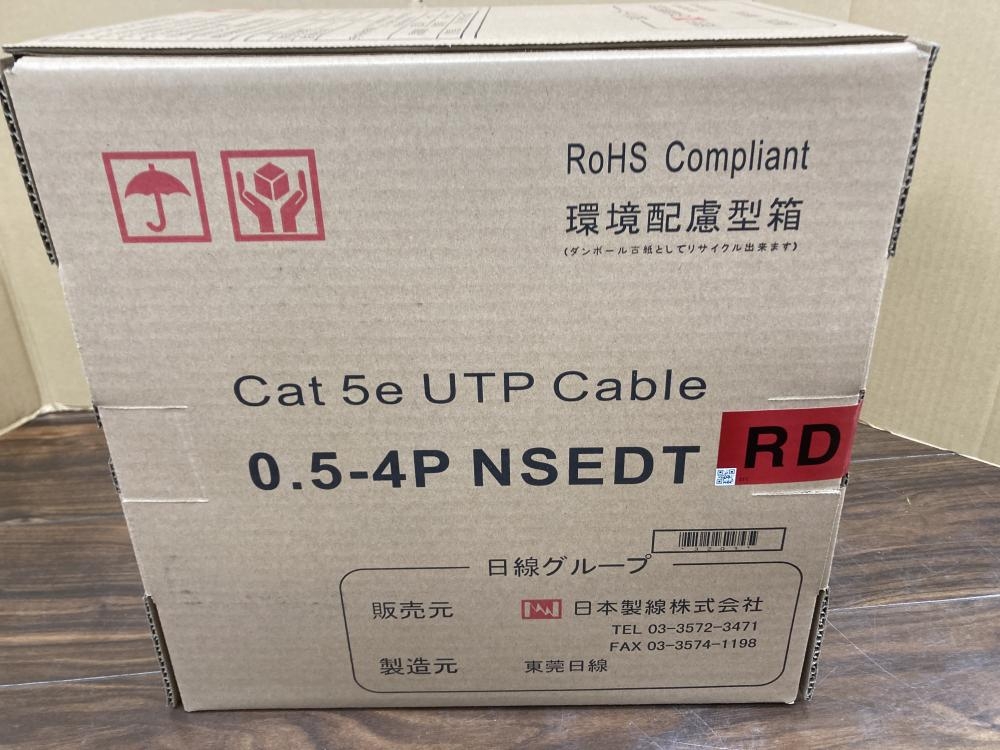 RoHS Compliant
環境配慮型箱
(ダンボール古紙としてリサイクル出来ます)
Cat 5e UTP Cable
0.5-4P NSEDT RD
日線グループ
販売元 日本製線株式会社
TEL 03-3572-3471
FAX 03-3574-1198
製造元 東莞日線